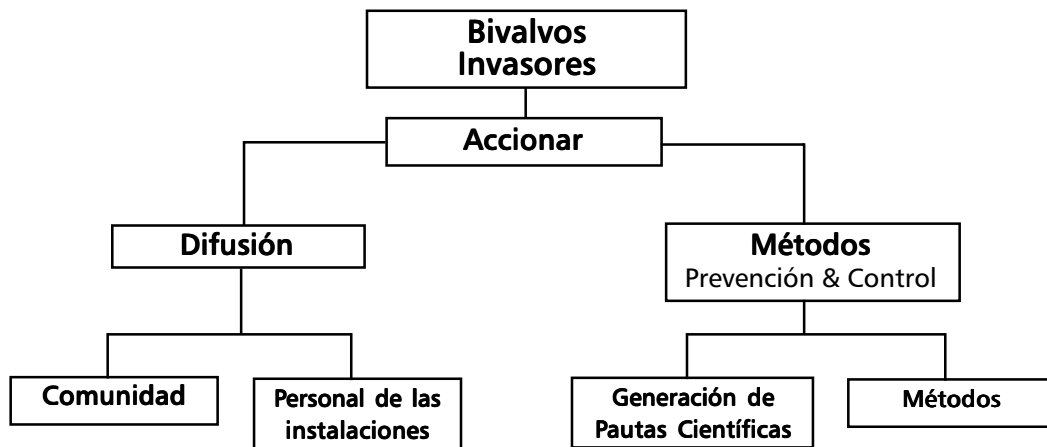 Bivalvos
Invasores
Accionar
Difusión
Métodos
Prevención & Control
Comunidad
Personal de las
instalaciones
Generación de
Pautas Científicas
Métodos